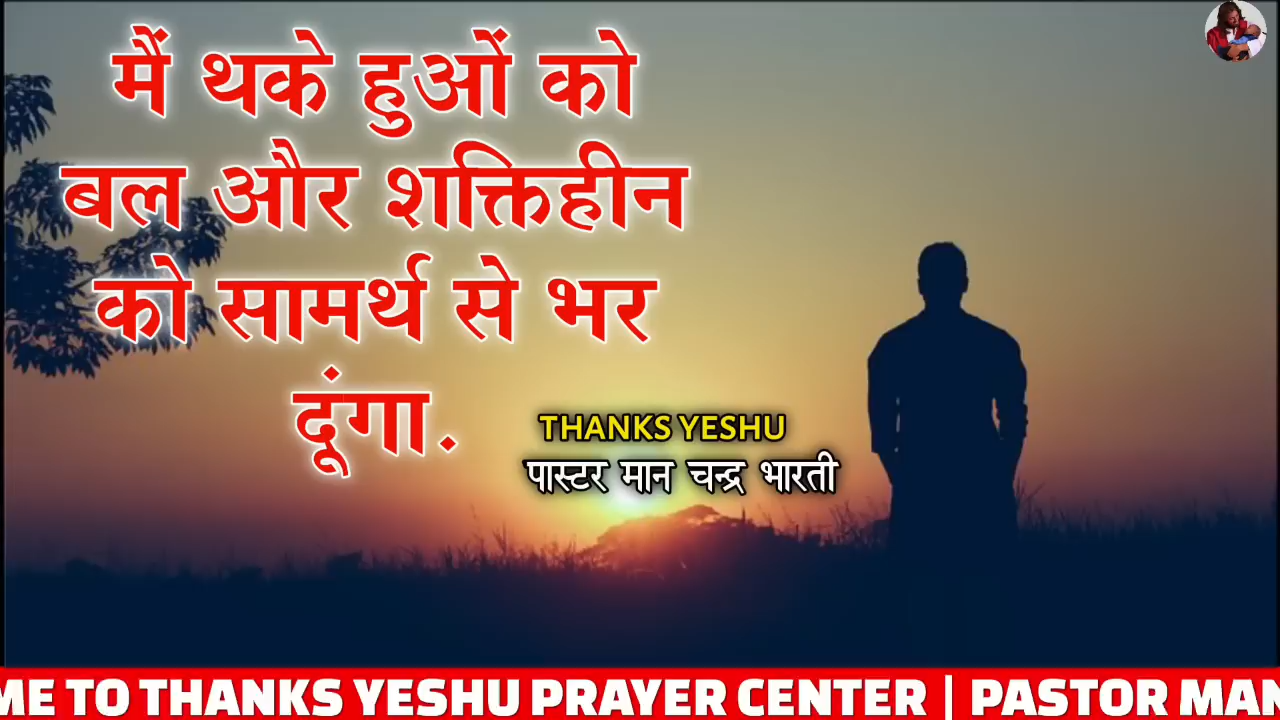 मैं थके हुओं को
बल और शक्तिहीन
को सामर्थ से भर
दूंगा.
THANKS YESHU
पास्टर मान चन्द्र भारती
ME TO THANKS YESHU PRAYER CENTER | PASTOR MAN